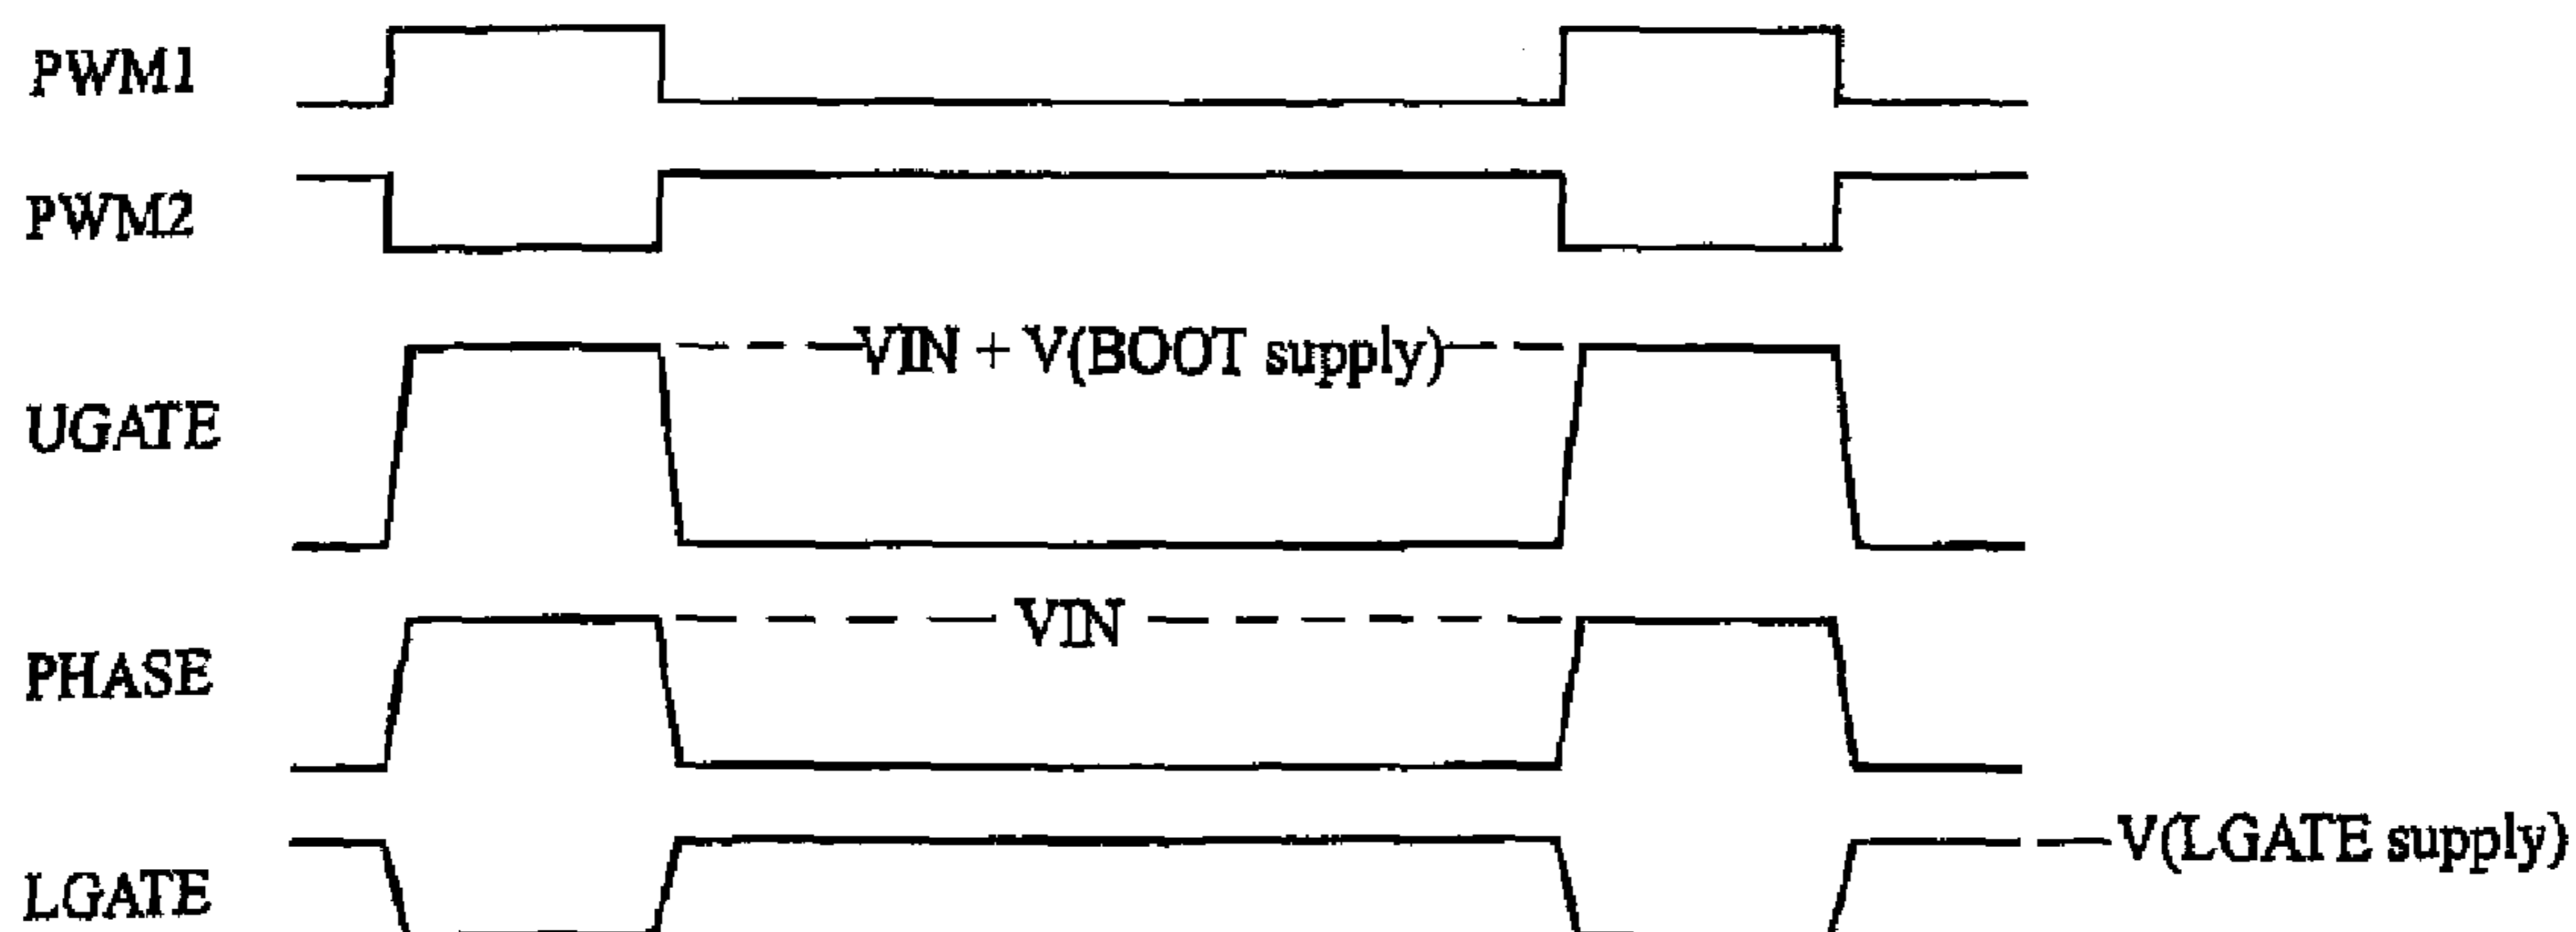 PWM1
PWM2
VIN + V(BOOT supply)
UGATE
VIN
PHASE
V(LGATE supply)
LGATE